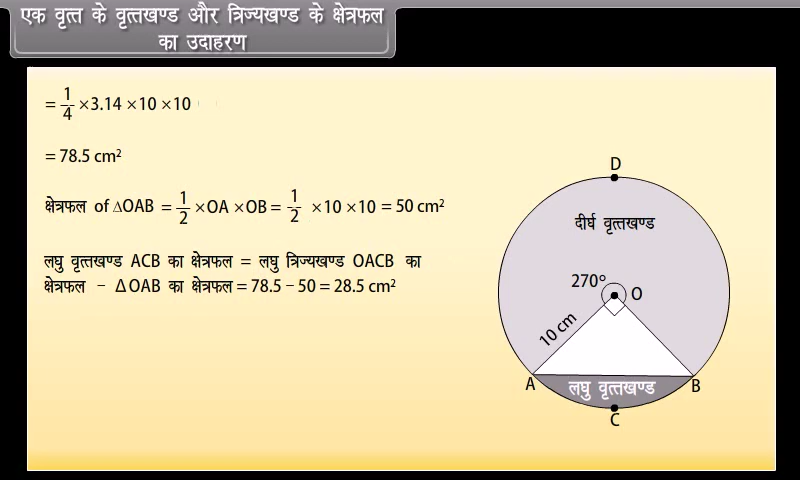 एक वृत्त के वृत्तखण्ड और त्रिज्यखण्ड के क्षेत्रफल
का उदाहरण
= 1/4 ×3.14 ×10 ×10
= 78.5 cm²
क्षेत्रफल of ΔOAB = 1/2 ×OA ×OB = 1/2 ×10 ×10 = 50 cm²
लघु वृत्तखण्ड ACB का क्षेत्रफल = लघु त्रिज्यखण्ड OACB का
क्षेत्रफल − ΔOAB का क्षेत्रफल = 78.5 − 50 = 28.5 cm²
D
दीर्घ वृत्तखण्ड
270°
O
10 cm
A
लघु वृत्तखण्ड
B
C